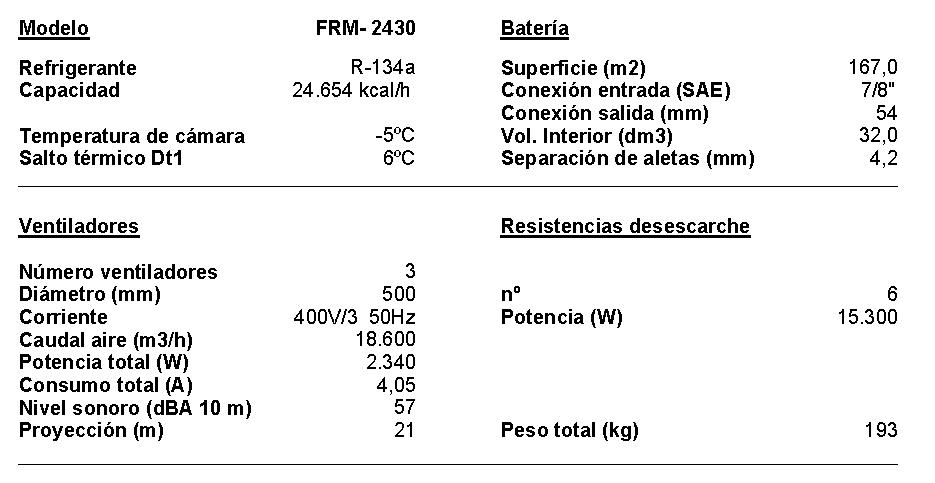 Modelo FRM- 2430
Refrigerante R-134a
Capacidad 24.654 kcal/h
Temperatura de cámara -5ºC
Salto térmico Dt1 6ºC
Batería
Superficie (m2) 167,0
Conexión entrada (SAE) 7/8"
Conexión salida (mm) 54
Vol. Interior (dm3) 32,0
Separación de aletas (mm) 4,2
Ventiladores
Número ventiladores 3
Diámetro (mm) 500
Corriente 400V/3 50Hz
Caudal aire (m3/h) 18.600
Potencia total (W) 2.340
Consumo total (A) 4,05
Nivel sonoro (dBA 10 m) 57
Proyección (m) 21
Resistencias desescarche
nº 6
Potencia (W) 15.300
Peso total (kg) 193